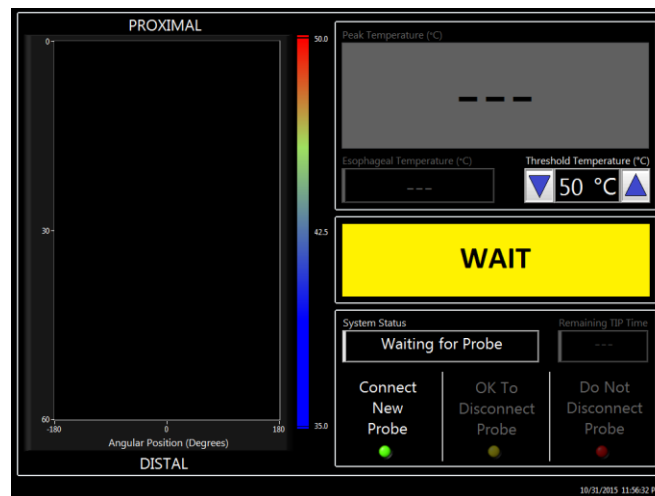 PROXIMAL
0
30
60
-180
0
180
Angular Position (Degrees)
DISTAL
50.0
42.5
35.0
Peak Temperature (°C)
---
Esophageal Temperature (°C)
---
Threshold Temperature (°C)
50 °C
WAIT
System Status
Waiting for Probe
Remaining TIP Time
---
Connect
New
Probe
OK To
Disconnect
Probe
Do Not
Disconnect
Probe
10/31/2015 11:56:32 P